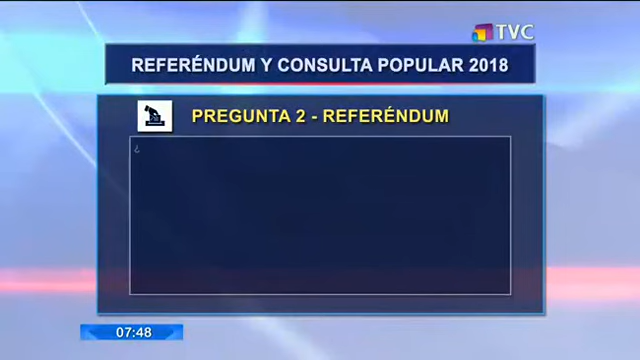 TVC
REFERÉNDUM Y CONSULTA POPULAR 2018
PREGUNTA 2 - REFERÉNDUM
¿
07:48